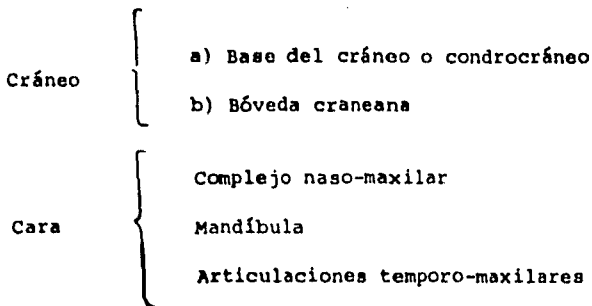 a) Base del cráneo o condrocráneo
Cráneo
b) Bóveda craneana
Complejo naso-maxilar
Cara
Mandíbula
Articulaciones temporo-maxilares